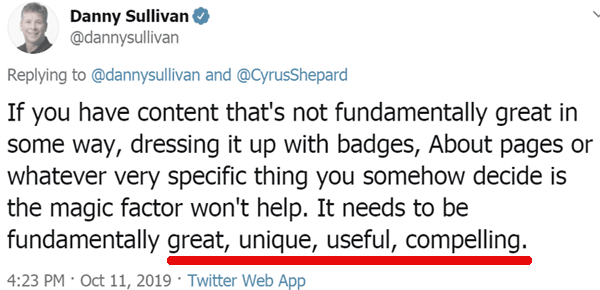 Danny Sullivan
@dannysullivan
Replying to @dannysullivan and @CyrusShepard
If you have content that's not fundamentally great in
some way, dressing it up with badges, About pages or
whatever very specific thing you somehow decide is
the magic factor won't help. It needs to be
fundamentally great, unique, useful, compelling.
4:23 PM · Oct 11, 2019 · Twitter Web App